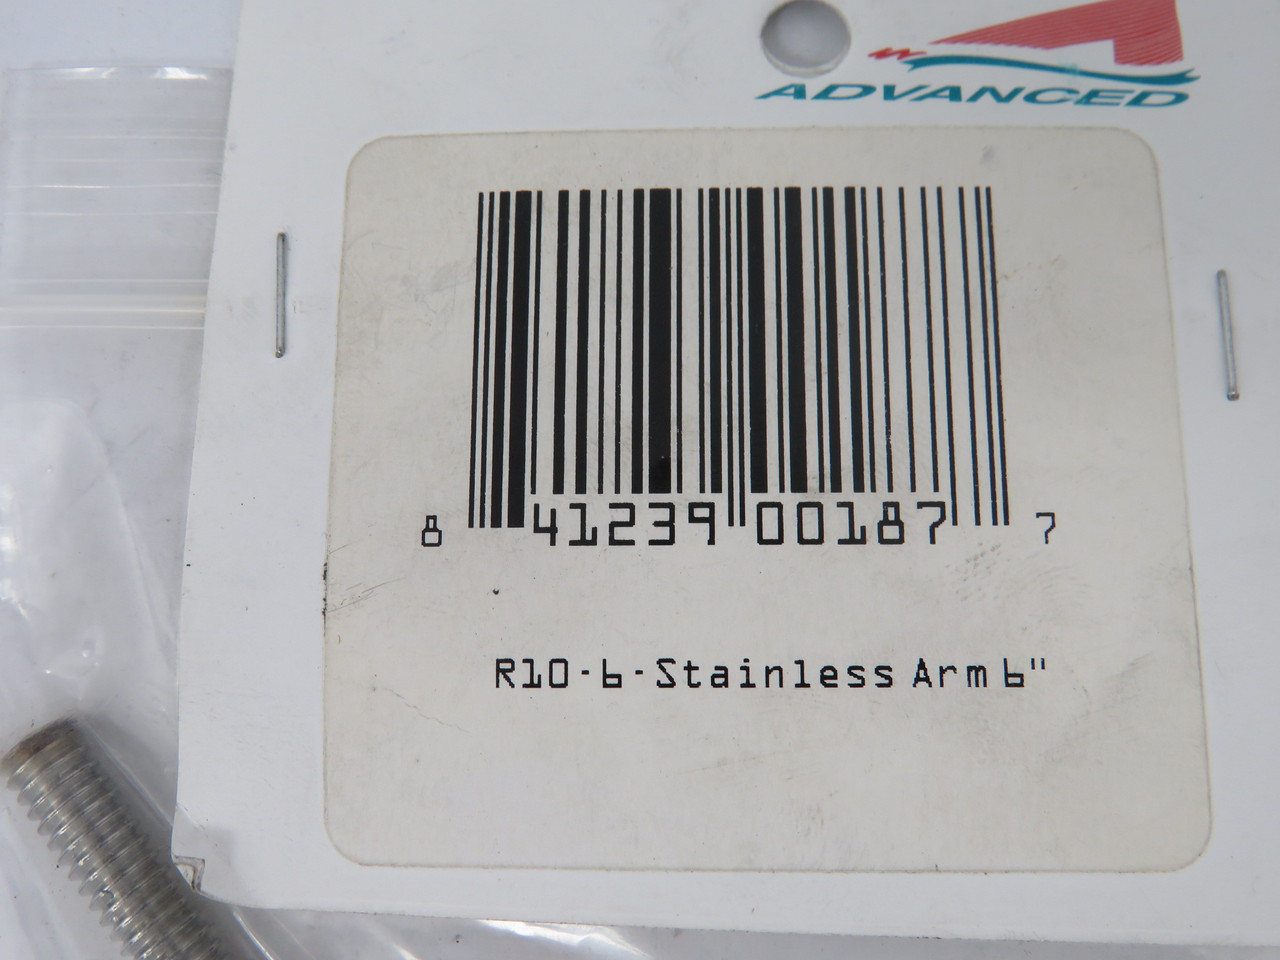 ADVANCED
8 41239 00187 7
R10-6-Stainless Arm 6"